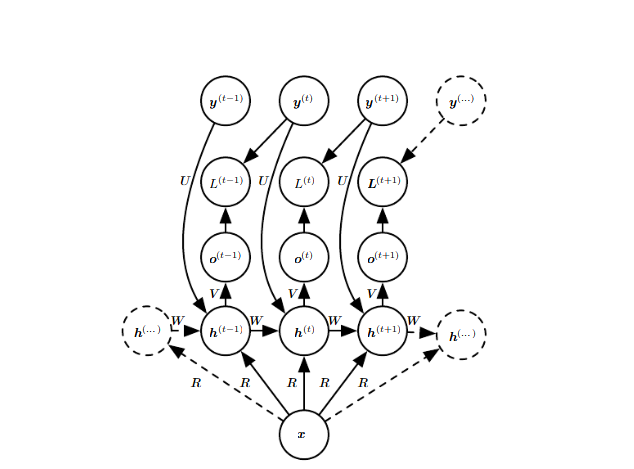 y^(t−1) y^(t) y^(t+1) y^(...)
U L^(t−1) U L^(t) U L^(t+1)
o^(t−1) o^(t) o^(t+1)
V V V
W W W W
h^(...) h^(t−1) h^(t) h^(t+1) h^(...)
R R R R R
x